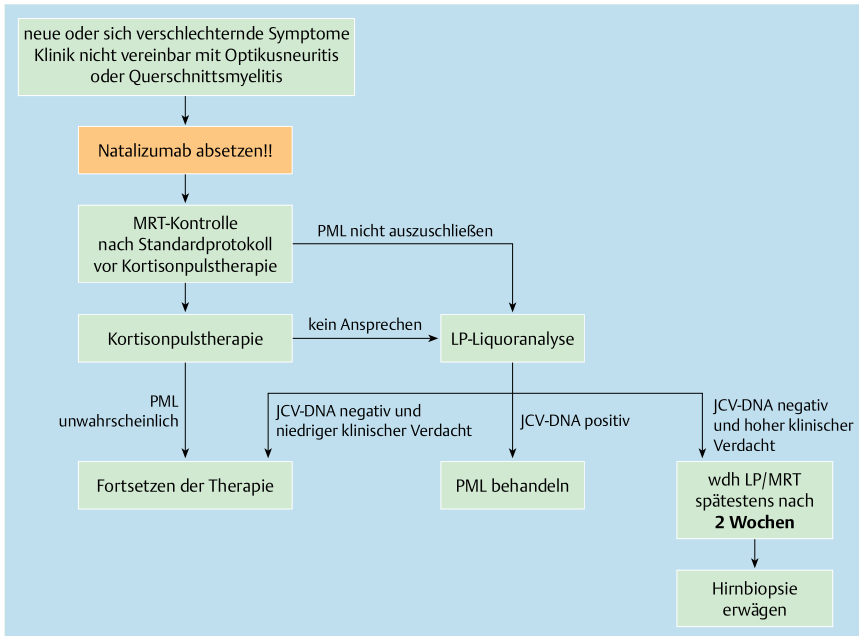 neue oder sich verschlechternde Symptome
Klinik nicht vereinbar mit Optikusneuritis
oder Querschnittsmyelitis
Natalizumab absetzen!!
MRT-Kontrolle
nach Standardprotokoll
vor Kortisonpulstherapie
PML nicht auszuschließen
Kortisonpulstherapie
kein Ansprechen
LP-Liquoranalyse
PML
unwahrscheinlich
JCV-DNA negativ und
niedriger klinischer Verdacht
JCV-DNA positiv
JCV-DNA negativ
und hoher klinischer
Verdacht
Fortsetzen der Therapie
PML behandeln
wdh LP/MRT
spätestens nach
2 Wochen
Hirnbiopsie
erwägen